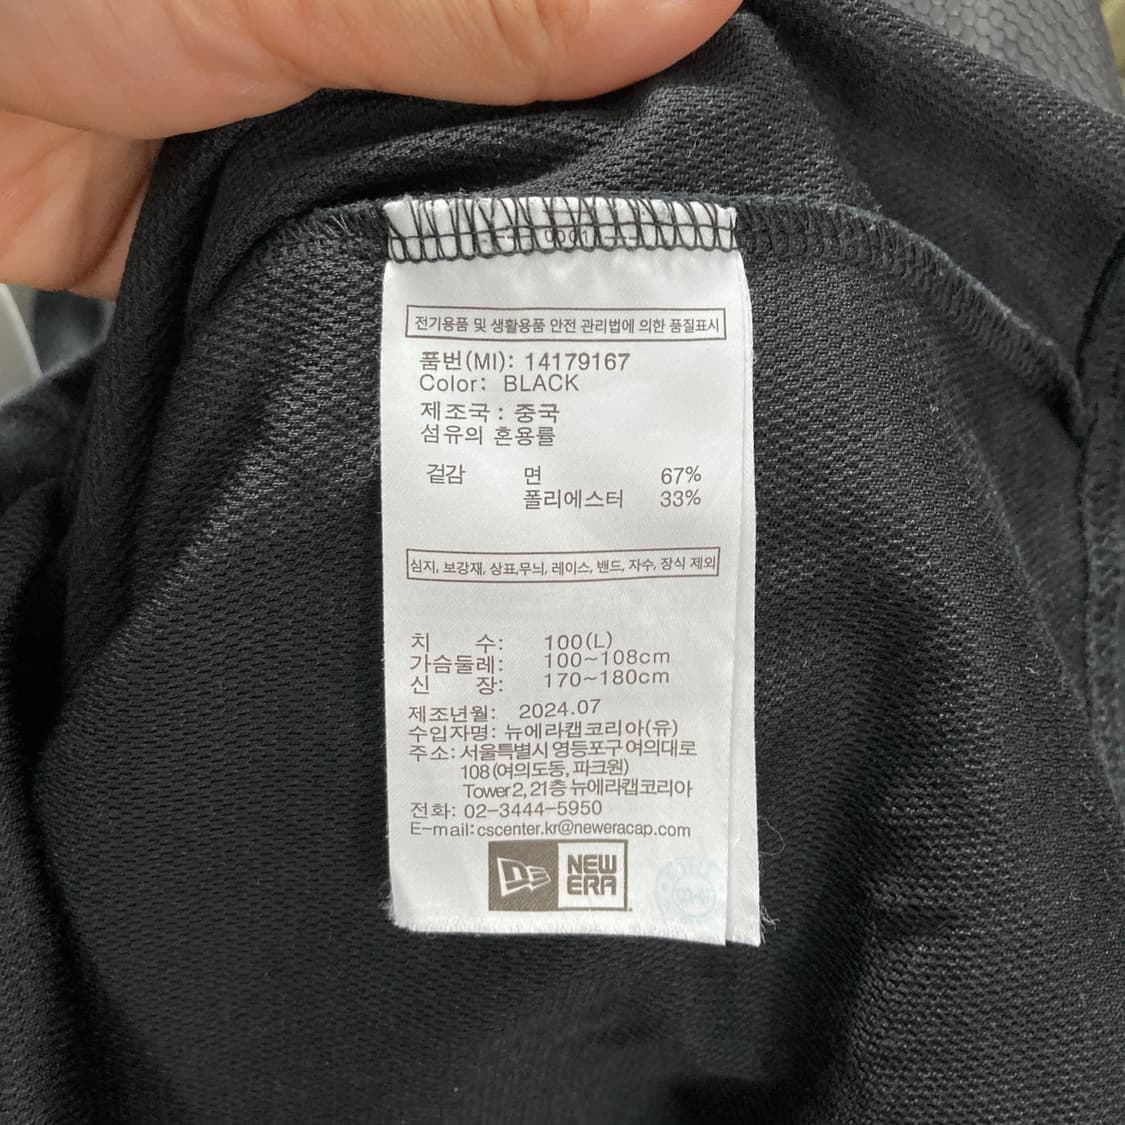 전기용품 및 생활용품 안전 관리법에 의한 품질표시
품번(MI): 14179167
Color: BLACK
제조국 : 중국
섬유의 혼용률
겉감 면 67%
폴리에스터 33%
심지, 보강재, 상표,무늬, 레이스, 밴드, 자수, 장식 제외
치 수: 100(L)
가슴둘레: 100~108cm
신 장: 170~180cm
제조년월: 2024.07
수입자명: 뉴에라캡코리아(유)
주소: 서울특별시 영등포구 여의대로
108 (여의도동, 파크원)
Tower 2, 21층 뉴에라캡코리아
전화: 02-3444-5950
E-mail:cscenter.kr@neweracap.com
NEW
ERA